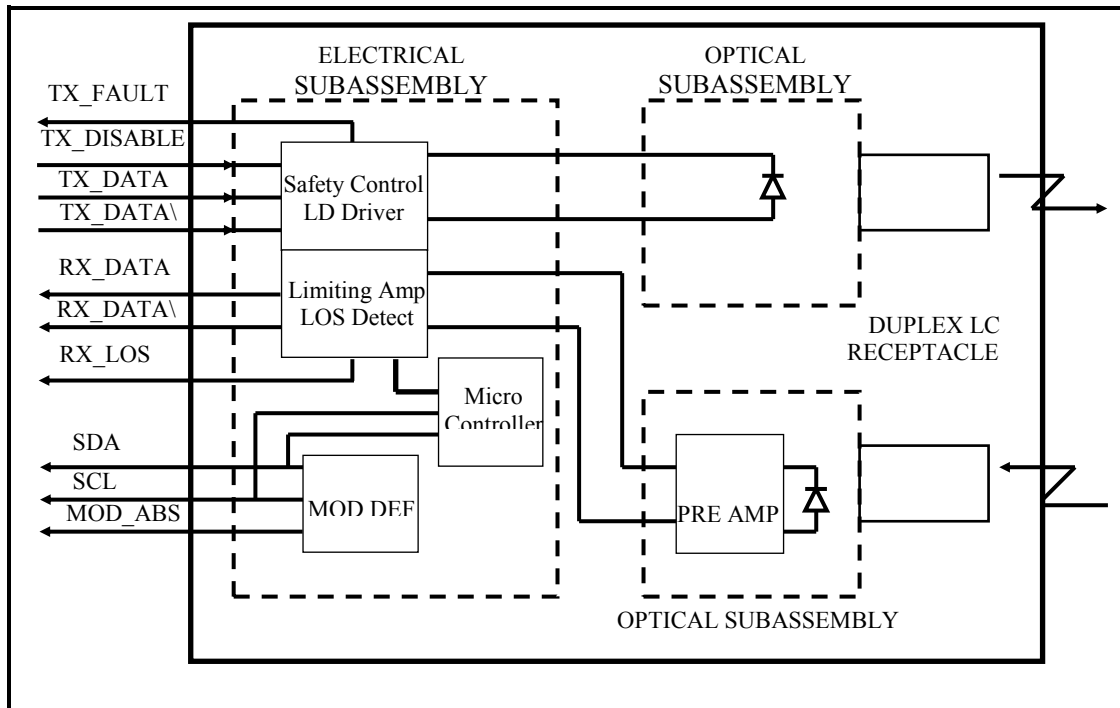 ELECTRICAL
SUBASSEMBLY
OPTICAL
SUBASSEMBLY
TX_FAULT
TX_DISABLE
TX_DATA
TX_DATA\
Safety Control
LD Driver
RX_DATA
RX_DATA\
RX_LOS
Limiting Amp
LOS Detect
DUPLEX LC
RECEPTACLE
Micro
Controller
SDA
SCL
MOD_ABS
MOD DEF
PRE AMP
OPTICAL SUBASSEMBLY